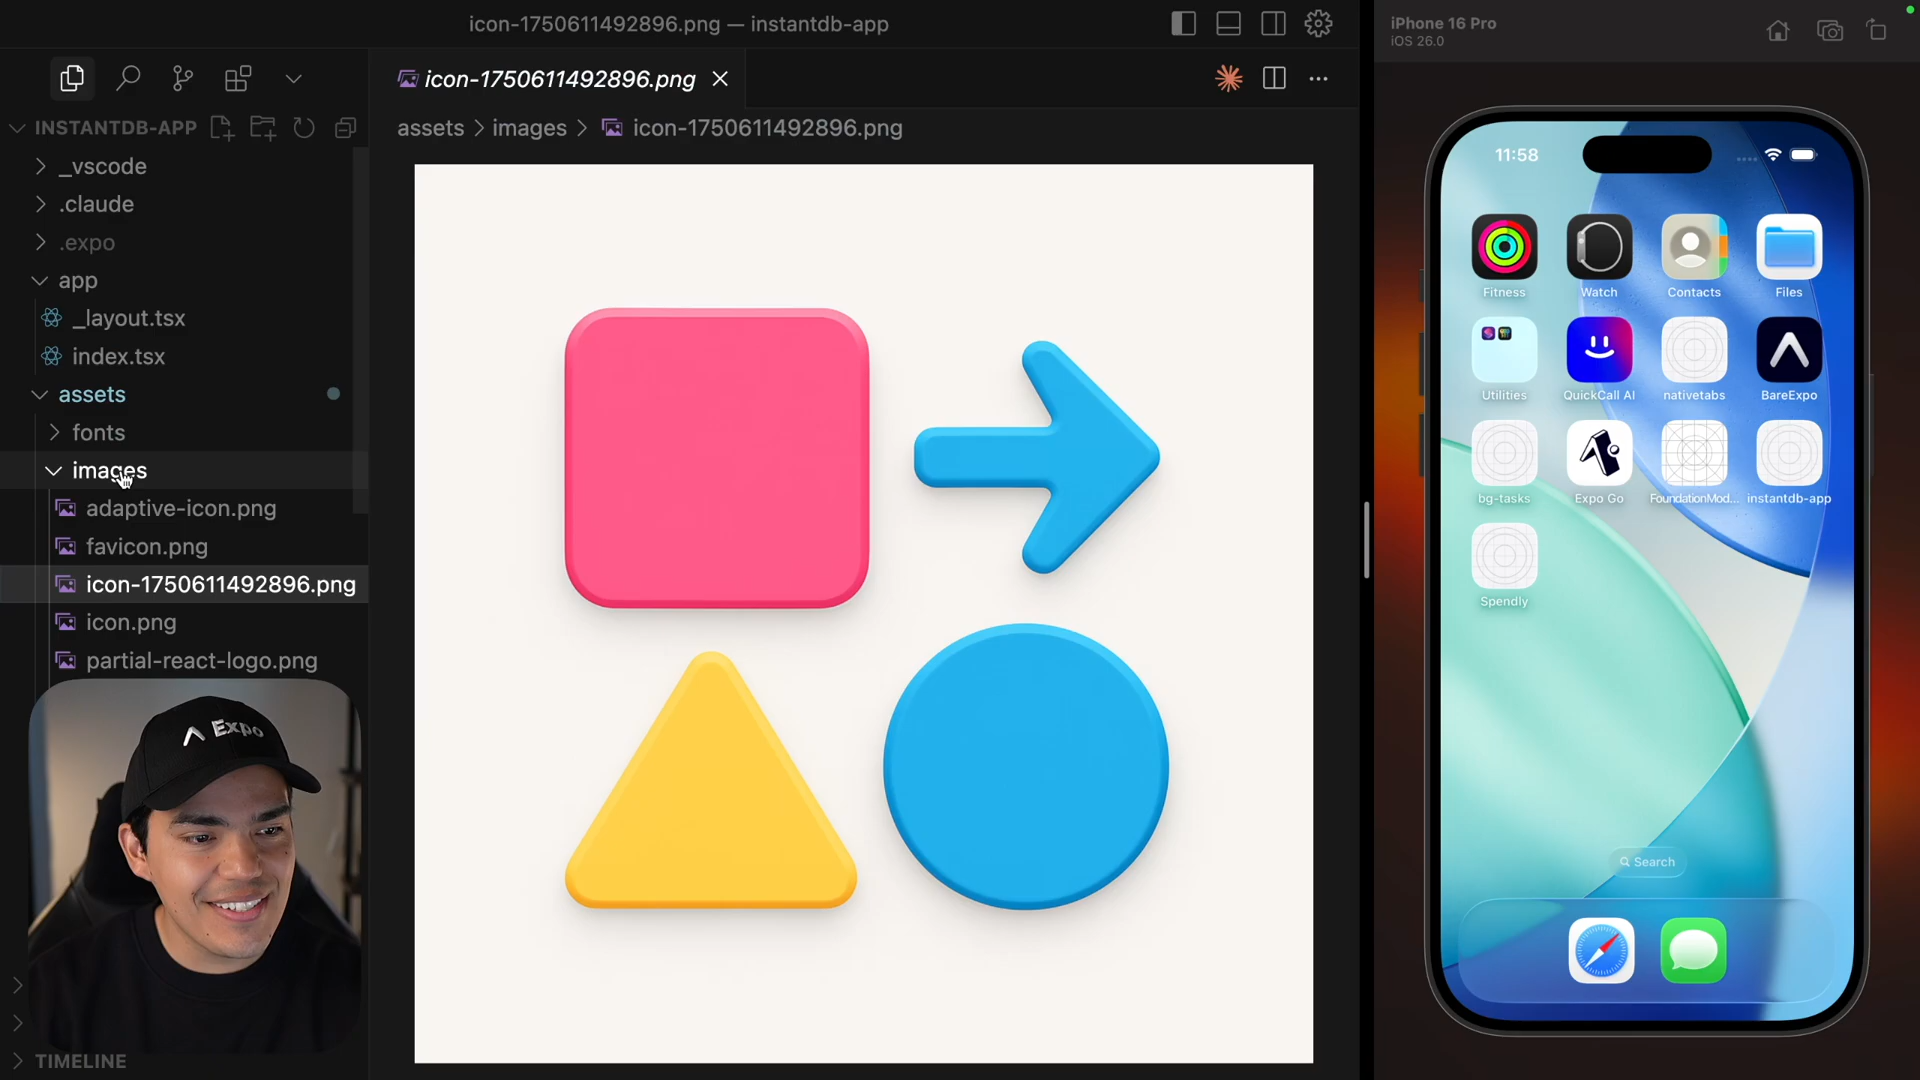 icon-1750611492896.png — instantdb-app
icon-1750611492896.png
assets
images
icon-1750611492896.png
INSTANTDB-APP
_vscode
.claude
.expo
app
_layout.tsx
index.tsx
assets
fonts
images
adaptive-icon.png
favicon.png
icon-1750611492896.png
icon.png
partial-react-logo.png
TIMELINE
Expo
iPhone 16 Pro
iOS 26.0
11:58
Fitness
Watch
Contacts
Files
Utilities
QuickCall AI
nativetabs
BareExpo
bg-tasks
Expo Go
FoundationMod...
instantdb-app
Spendly
Search